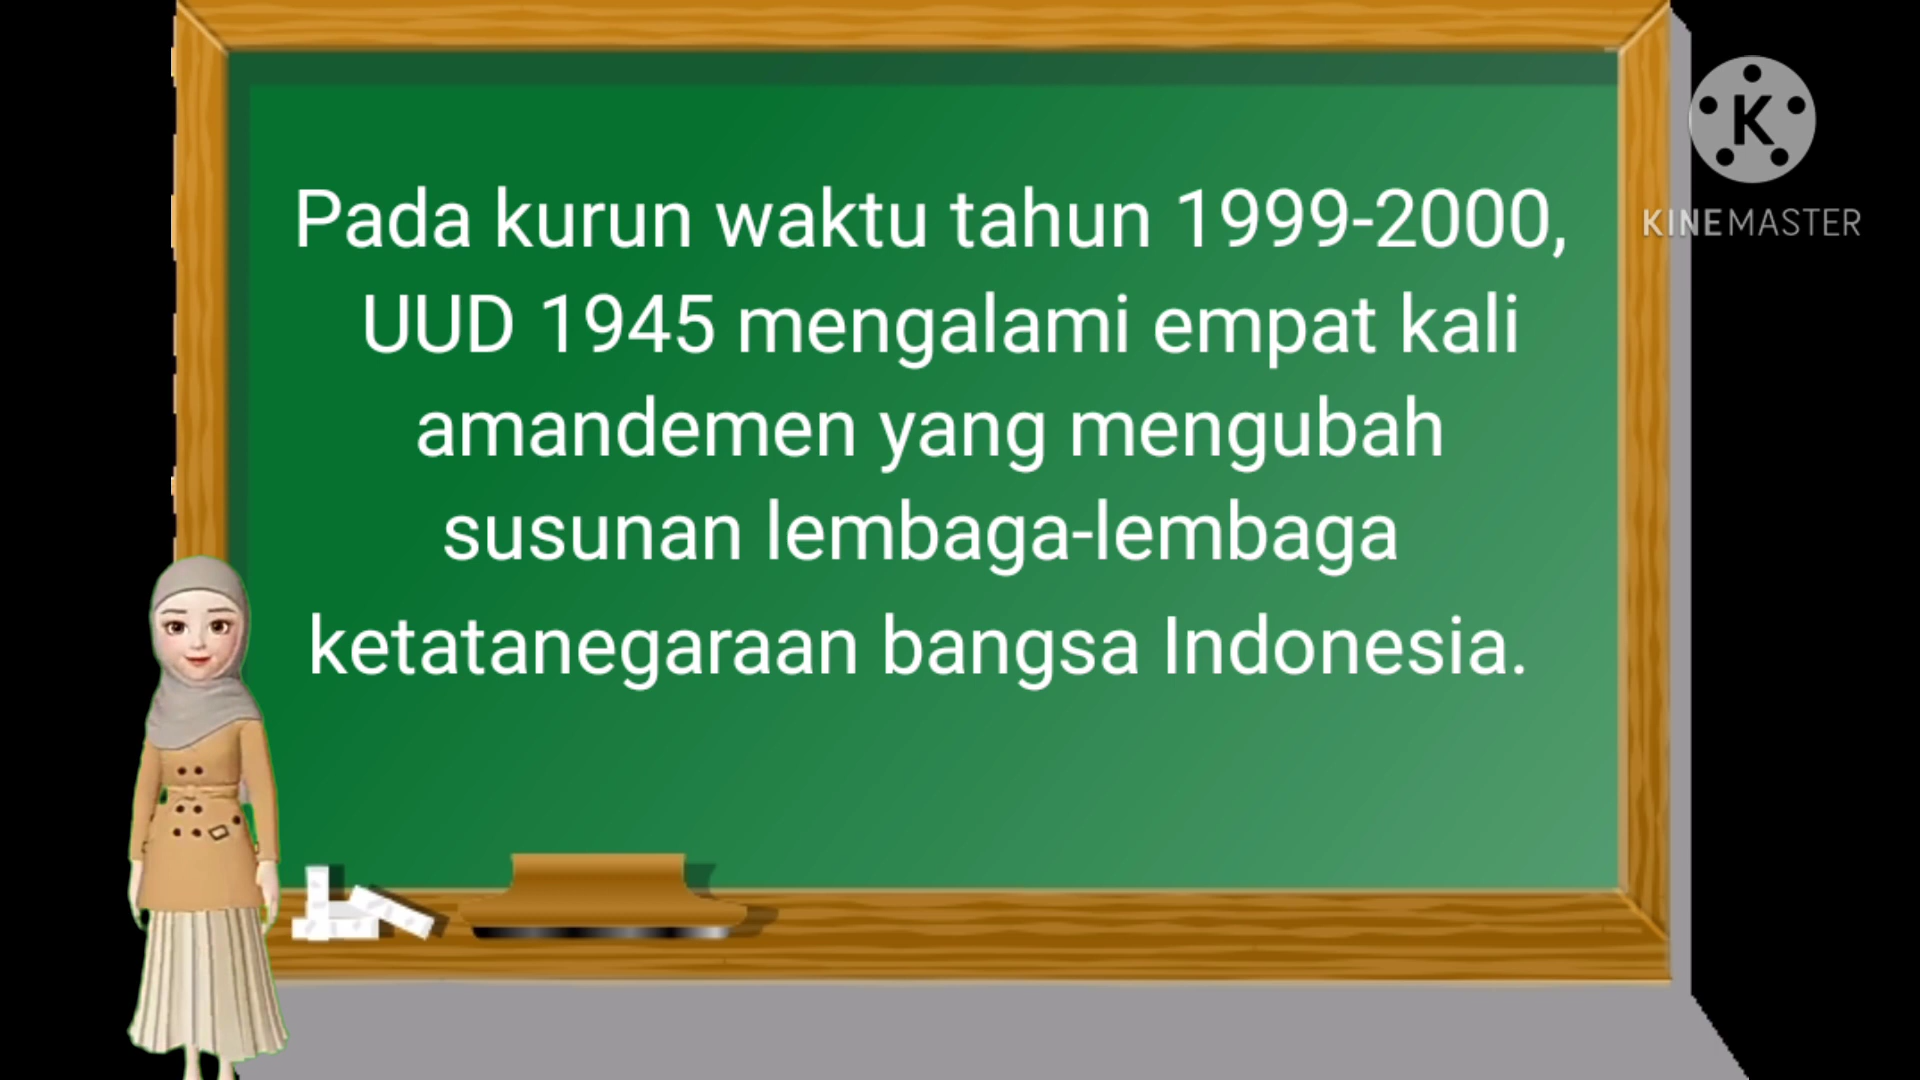 Pada kurun waktu tahun 1999-2000,
UUD 1945 mengalami empat kali
amandemen yang mengubah
susunan lembaga-lembaga
ketatanegaraan bangsa Indonesia.
K
KINEMASTER